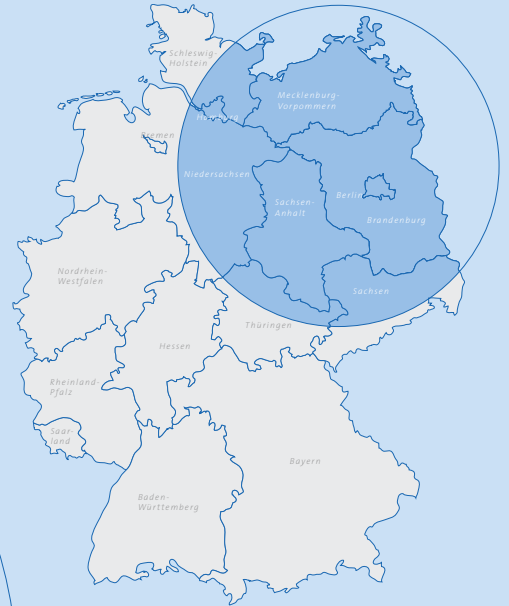 Schleswig-
Holstein
Mecklenburg-
Vorpommern
Hamburg
Bremen
Niedersachsen
Berlin
Sachsen-
Anhalt
Brandenburg
Nordrhein-
Westfalen
Sachsen
Thüringen
Hessen
Rheinland-
Pfalz
Saar-
land
Bayern
Baden-
Württemberg